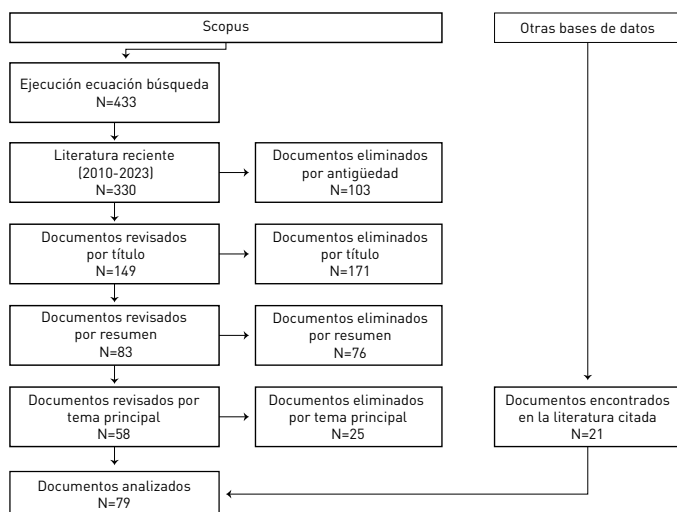 Scopus
Otras bases de datos
Ejecución ecuación búsqueda
N=433
Literatura reciente
(2010-2023)
N=330
Documentos eliminados
por antigüedad
N=103
Documentos revisados
por título
N=149
Documentos eliminados
por título
N=171
Documentos revisados
por resumen
N=83
Documentos eliminados
por resumen
N=76
Documentos revisados por
tema principal
N=58
Documentos eliminados
por tema principal
N=25
Documentos encontrados
en la literatura citada
N=21
Documentos analizados
N=79